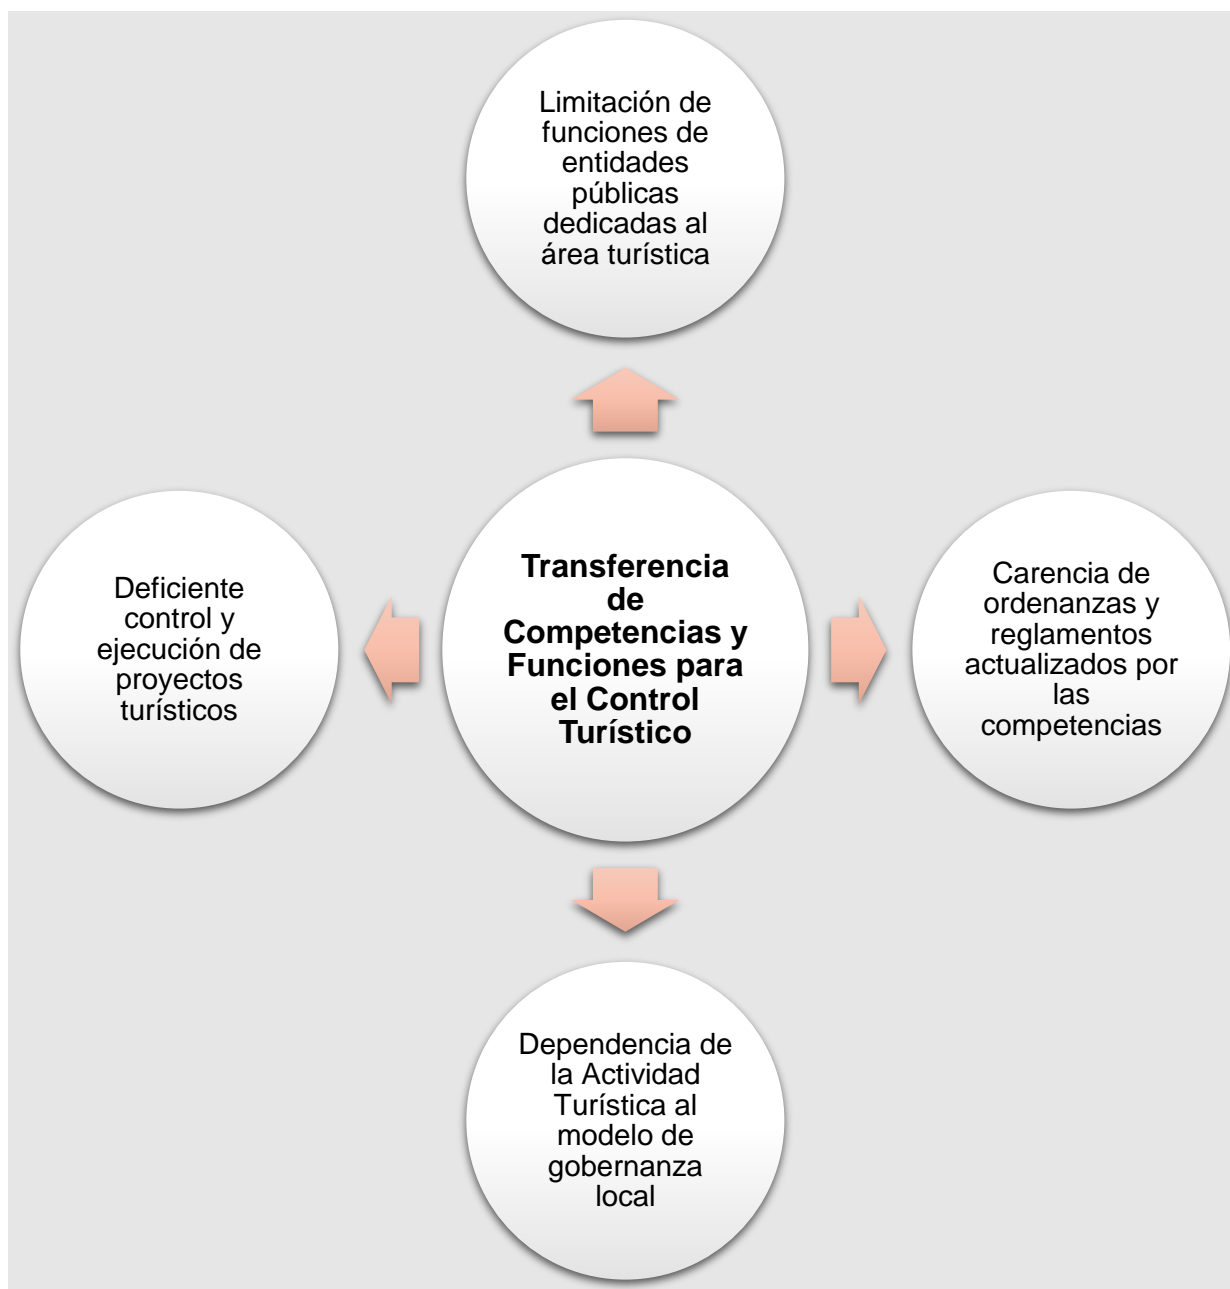 Limitación de
funciones de
entidades
públicas
dedicadas al
área turística
Deficiente
control y
ejecución de
proyectos
turísticos
Transferencia
de
Competencias y
Funciones para
el Control
Turístico
Carencia de
ordenanzas y
reglamentos
actualizados por
las
competencias
Dependencia de
la Actividad
Turística al
modelo de
gobernanza
local